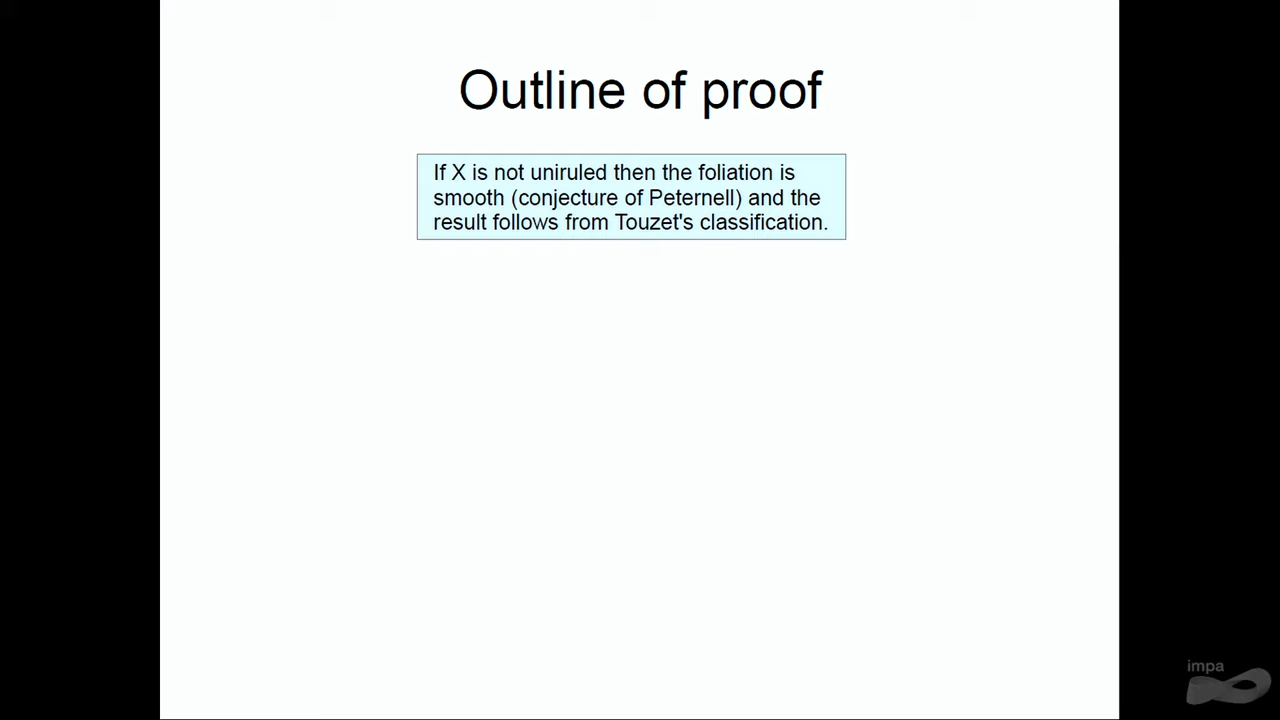 Outline of proof
If X is not uniruled then the foliation is
smooth (conjecture of Peternell) and the
result follows from Touzet's classification.
impa